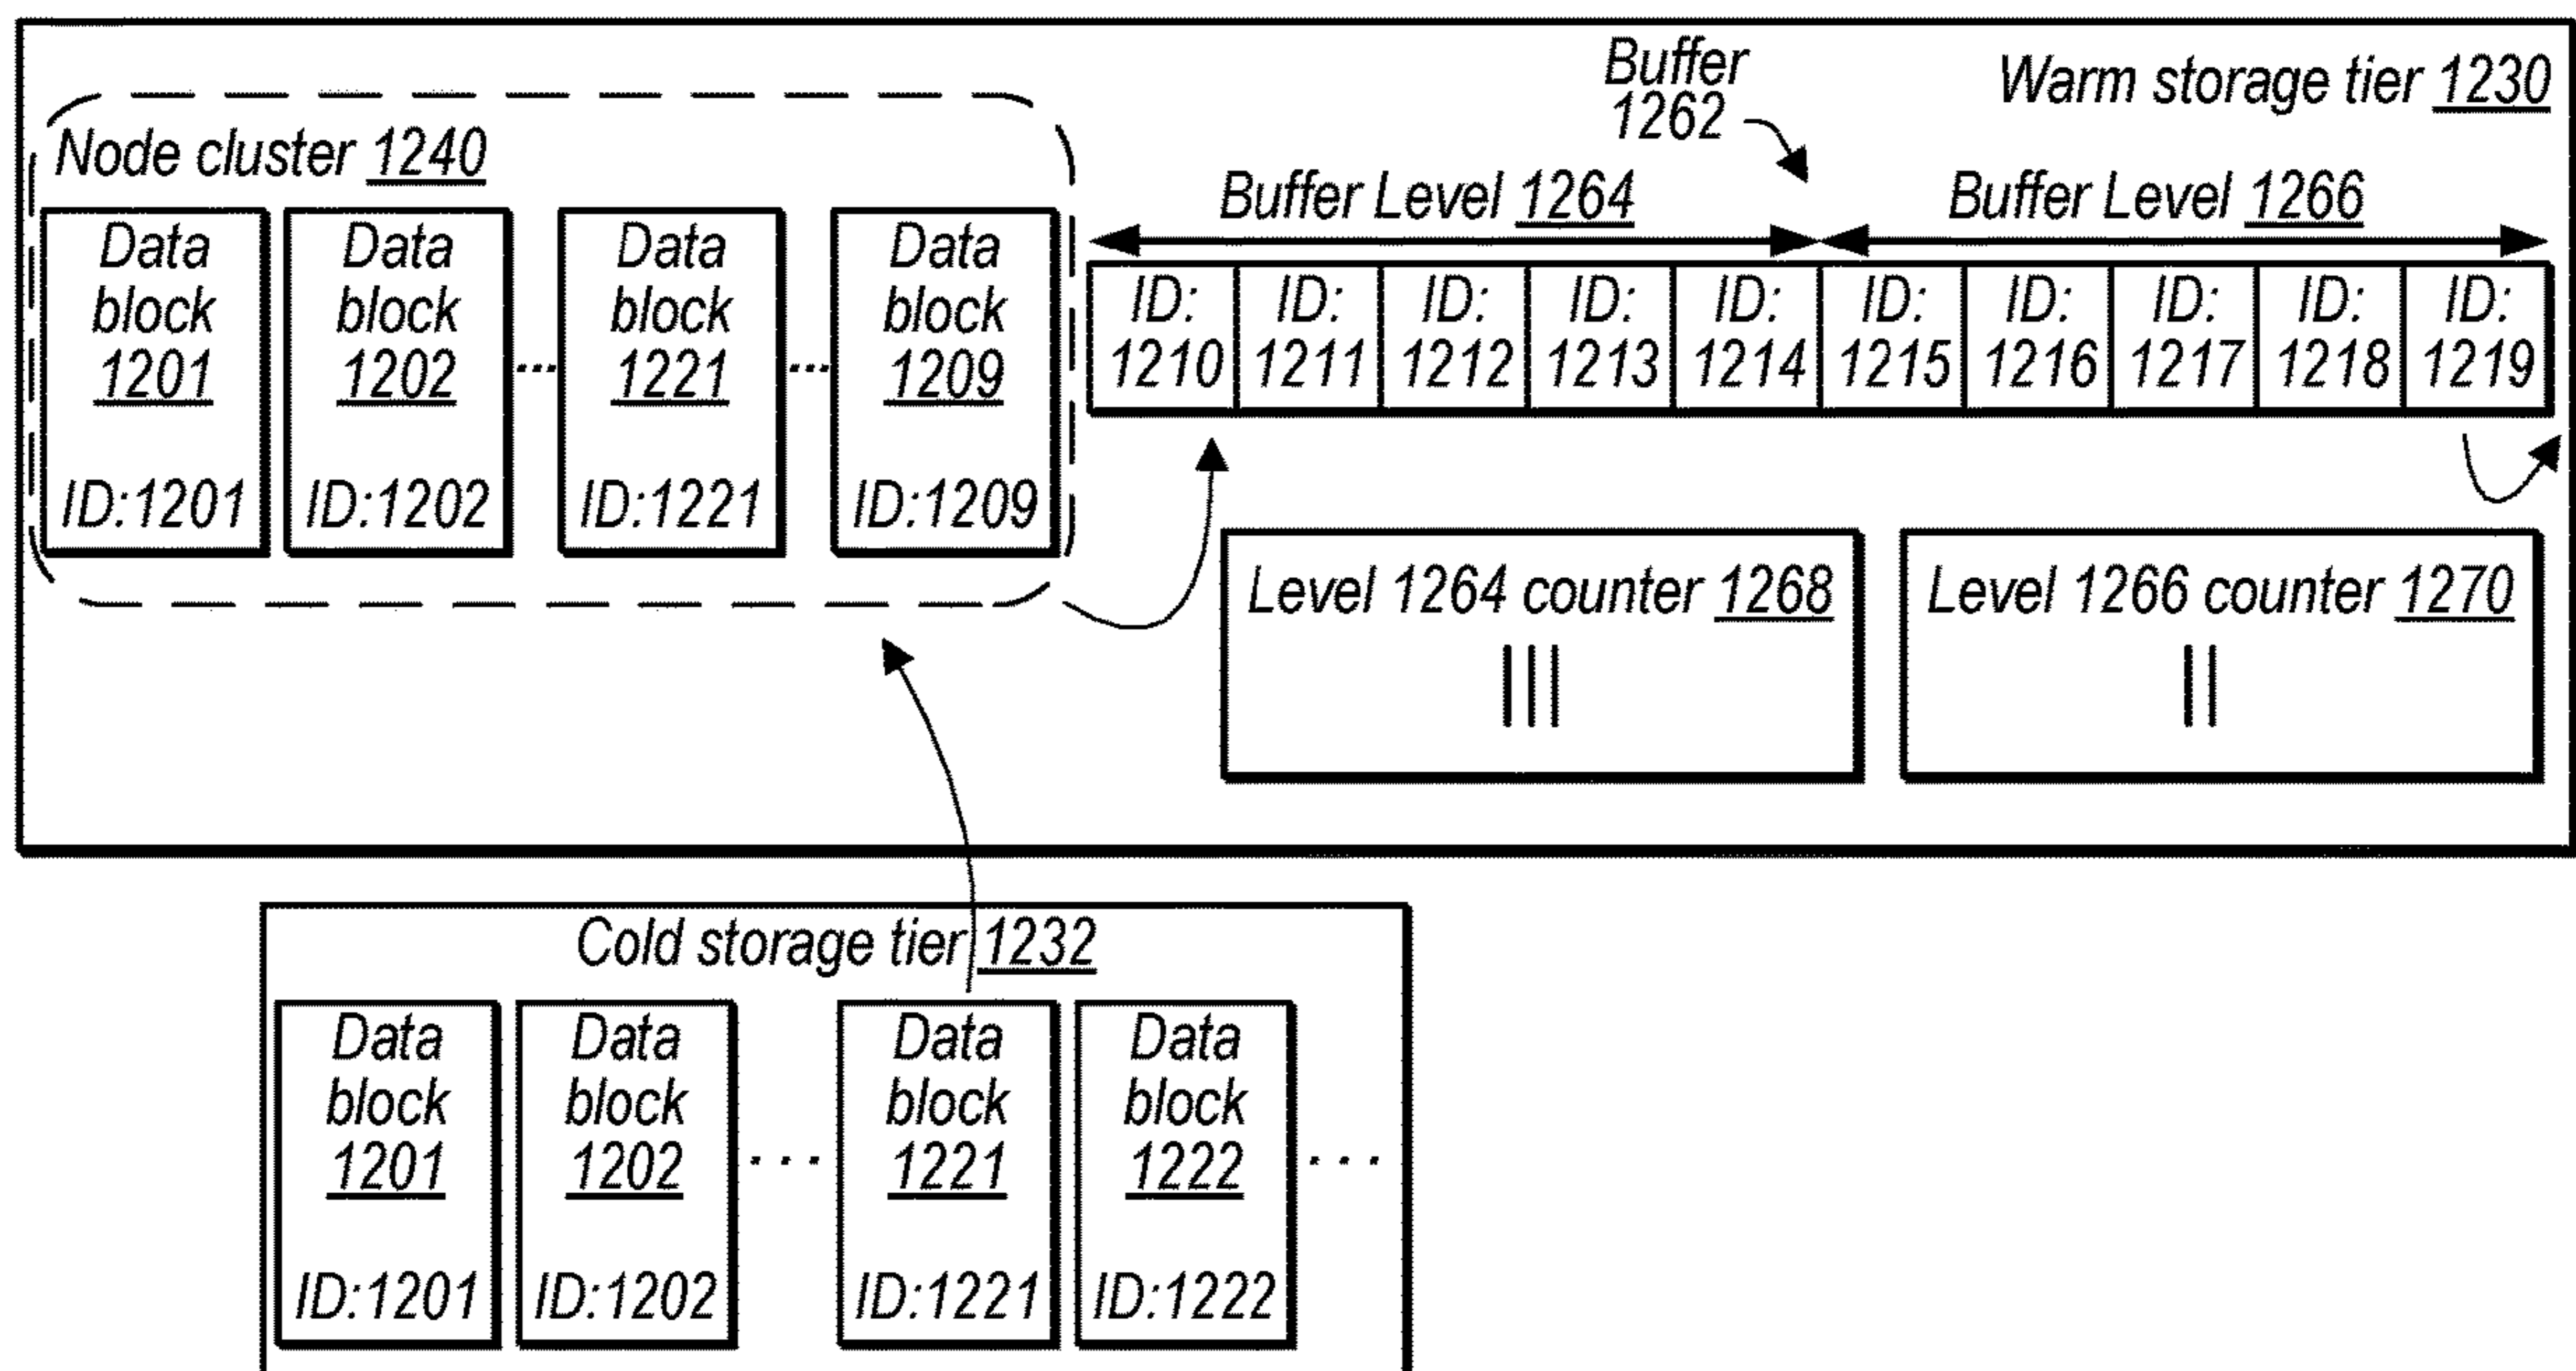 Buffer
1262
Warm storage tier 1230
Node cluster 1240
Buffer Level 1264
Buffer Level 1266
Data
block
1201
ID:1201
Data
block
1202
ID:1202
...
Data
block
1221
ID:1221
...
Data
block
1209
ID:1209
ID:
1210
ID:
1211
ID:
1212
ID:
1213
ID:
1214
ID:
1215
ID:
1216
ID:
1217
ID:
1218
ID:
1219
Level 1264 counter 1268
|||
Level 1266 counter 1270
||
Cold storage tier 1232
Data
block
1201
ID:1201
Data
block
1202
ID:1202
...
Data
block
1221
ID:1221
Data
block
1222
ID:1222
...